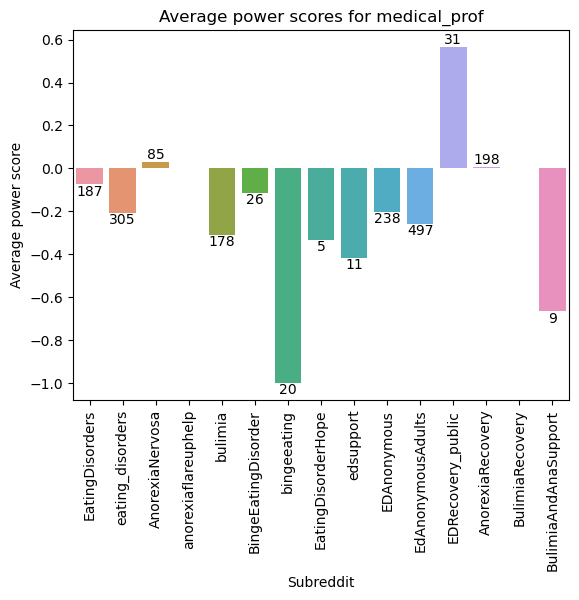 Average power scores for medical_prof
Average power score
0.6
0.4
0.2
0.0
−0.2
−0.4
−0.6
−0.8
−1.0
187
305
85
178
26
20
5
11
238
497
31
198
9
EatingDisorders
eating_disorders
AnorexiaNervosa
anorexiaflareuphelp
bulimia
BingeEatingDisorder
bingeeating
EatingDisorderHope
edsupport
EDAnonymous
EdAnonymousAdults
EDRecovery_public
AnorexiaRecovery
BulimiaRecovery
BulimiaAndAnaSupport
Subreddit